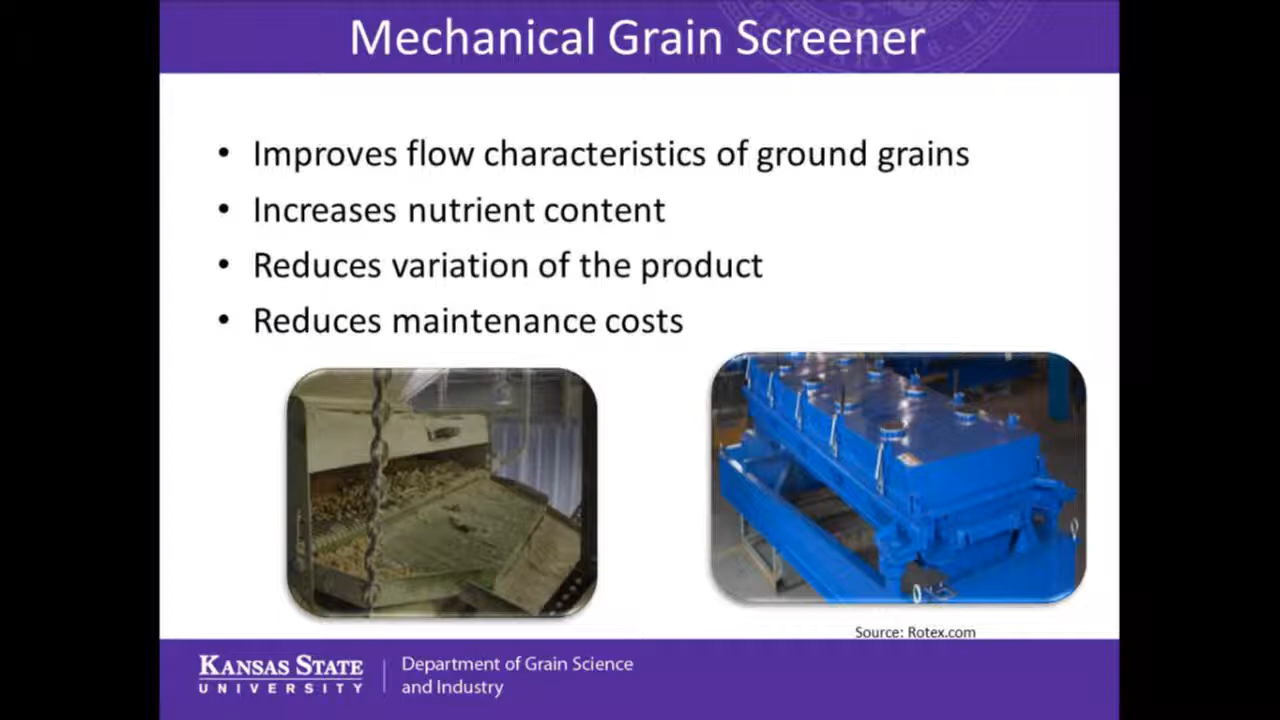 Mechanical Grain Screener
• Improves flow characteristics of ground grains
• Increases nutrient content
• Reduces variation of the product
• Reduces maintenance costs
Source: Rotex.com
KANSAS STATE
UNIVERSITY
Department of Grain Science
and Industry